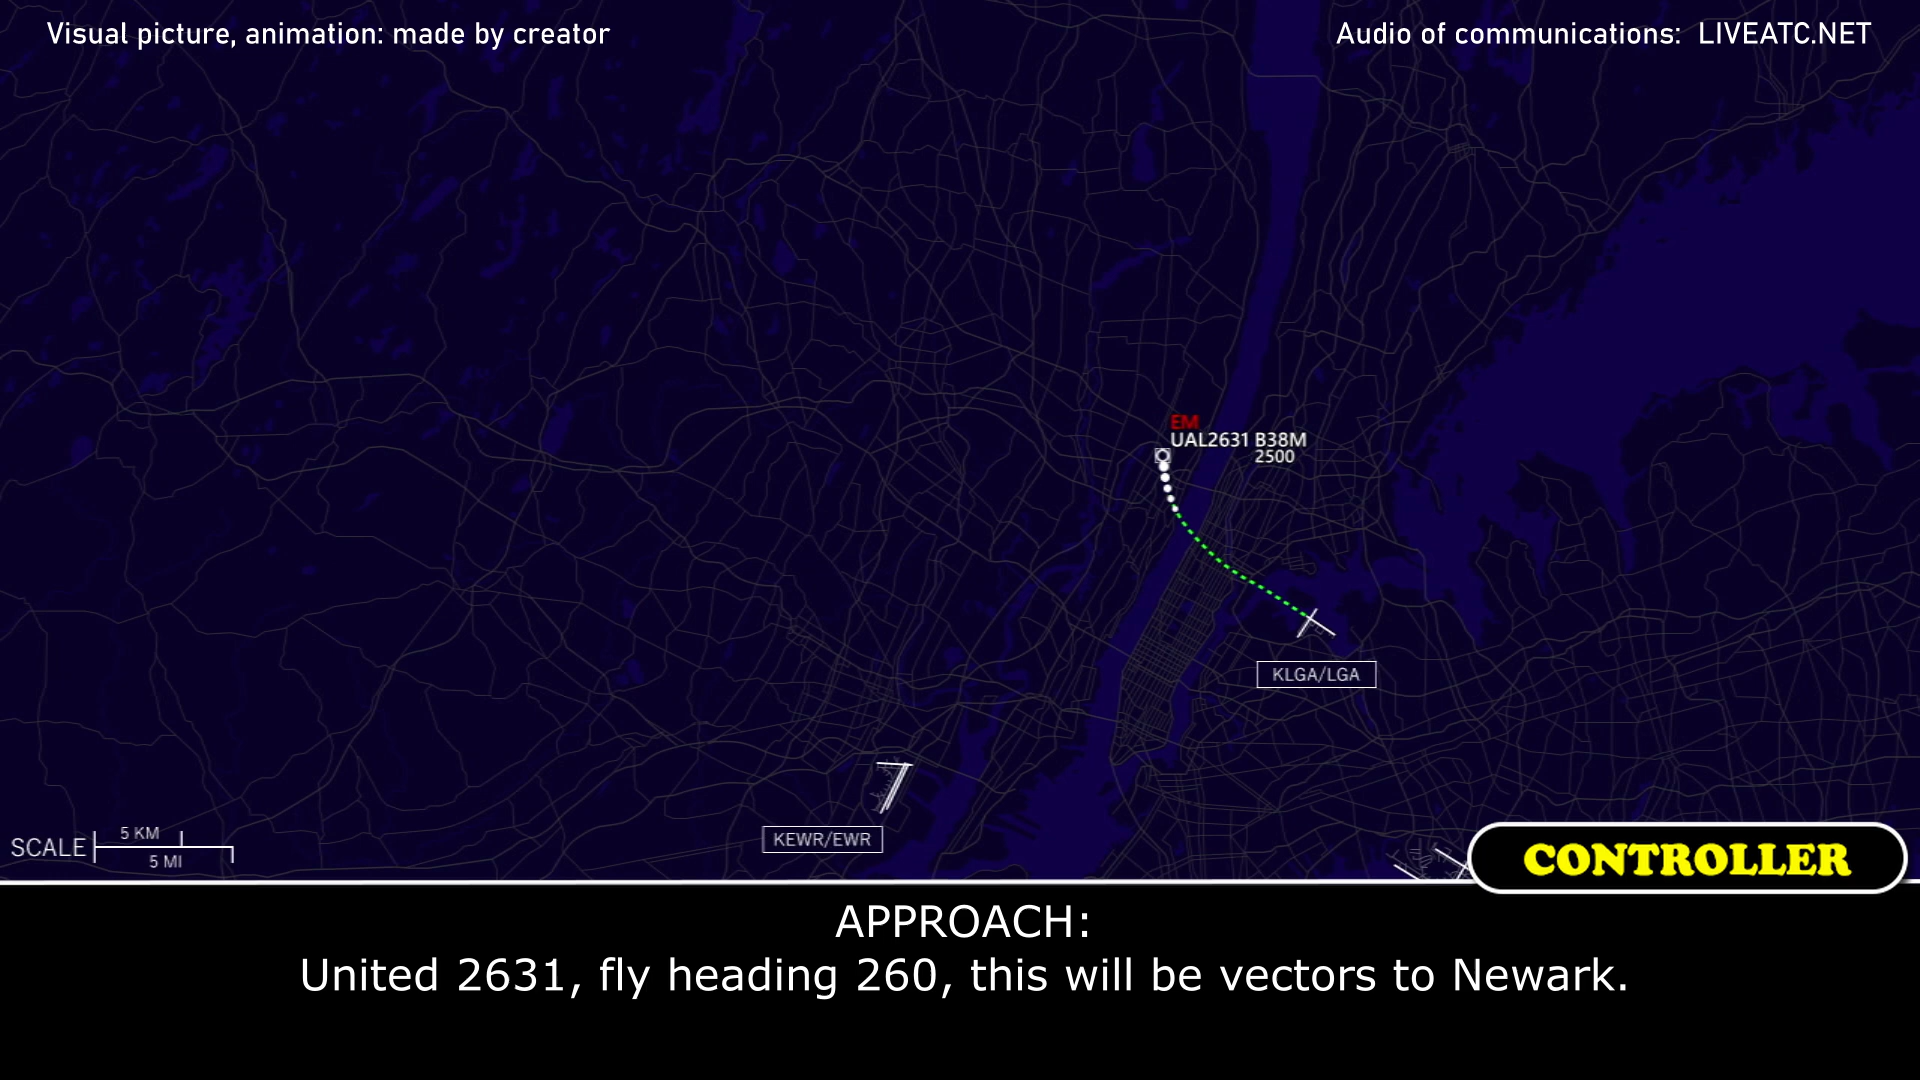 Visual picture, animation: made by creator
Audio of communications: LIVEATC.NET
EM
UAL2631 B38M
2500
KLGA/LGA
KEWR/EWR
SCALE
5 KM
5 MI
CONTROLLER
APPROACH:
United 2631, fly heading 260, this will be vectors to Newark.